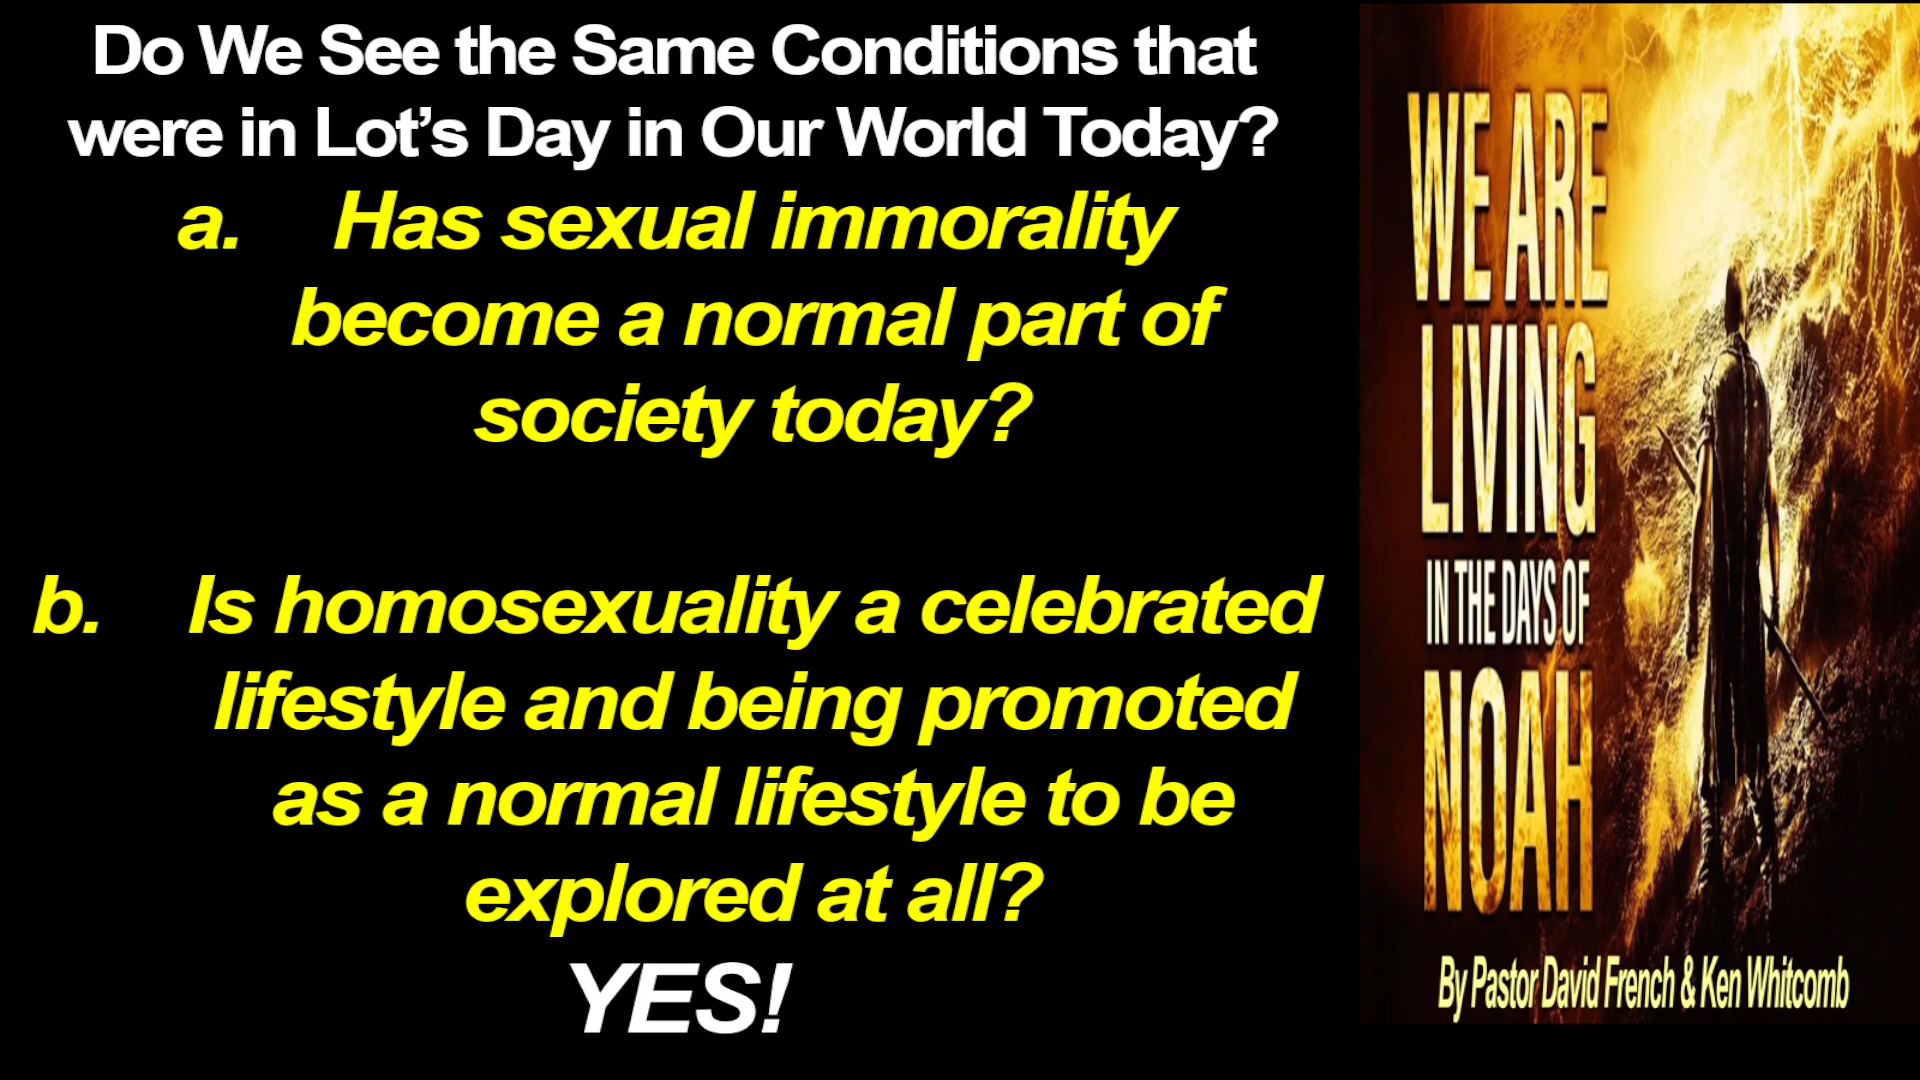 Do We See the Same Conditions that
were in Lot’s Day in Our World Today?
a. Has sexual immorality
become a normal part of
society today?
b. Is homosexuality a celebrated
lifestyle and being promoted
as a normal lifestyle to be
explored at all?
YES!
WE ARE
LIVING
IN THE DAYS OF
NOAH
By Pastor David French & Ken Whitcomb